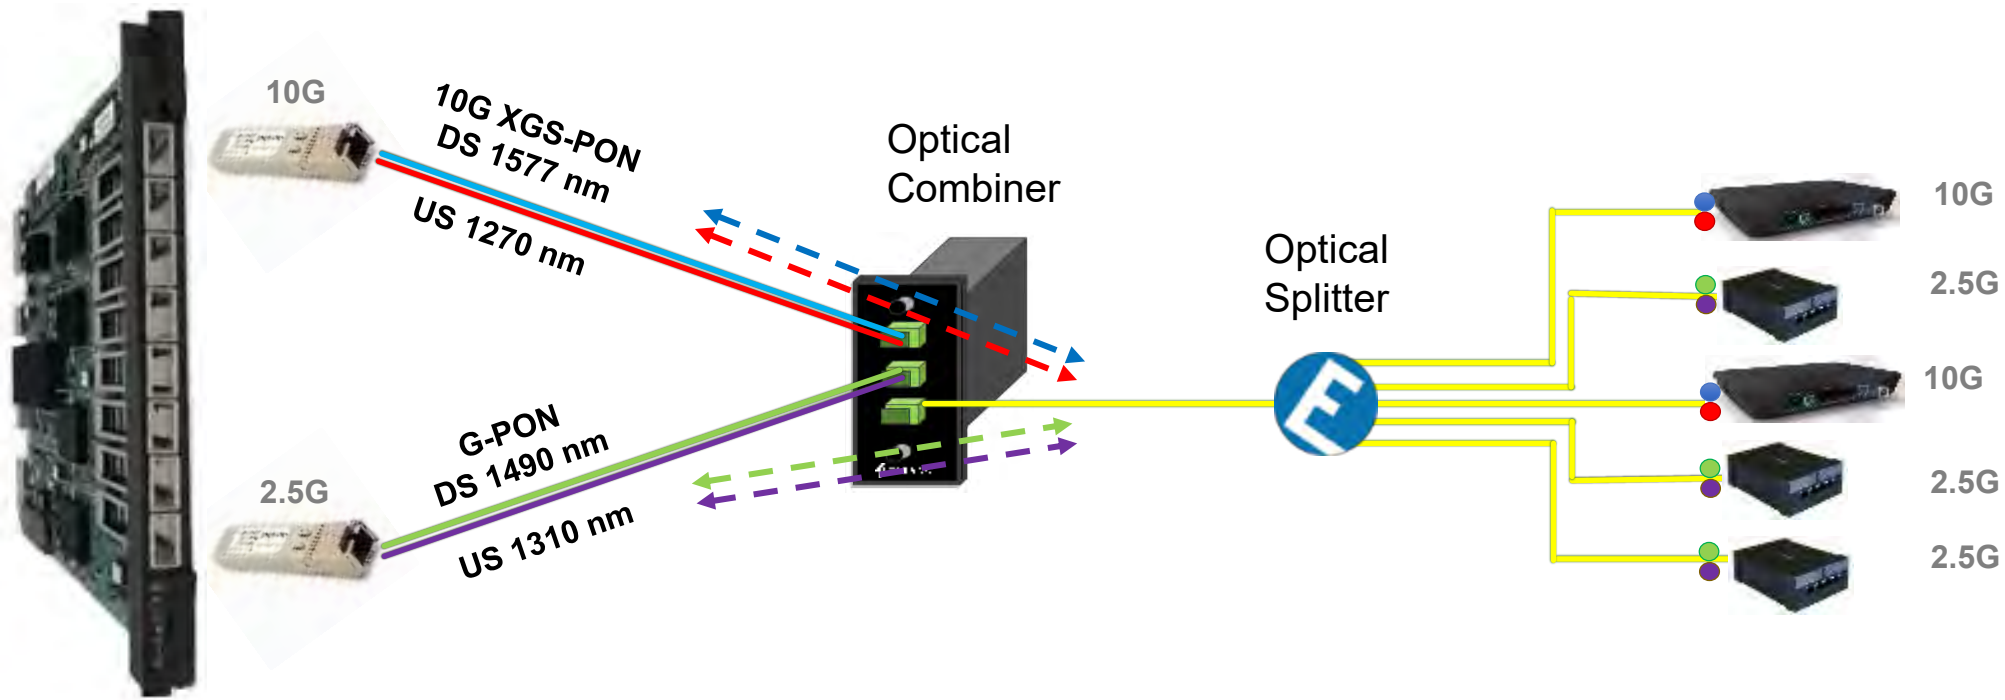 10G
10G XGS-PON
DS 1577 nm
US 1270 nm
Optical
Combiner
Optical
Splitter
E
G-PON
DS 1490 nm
US 1310 nm
2.5G
10G
2.5G
10G
2.5G
2.5G